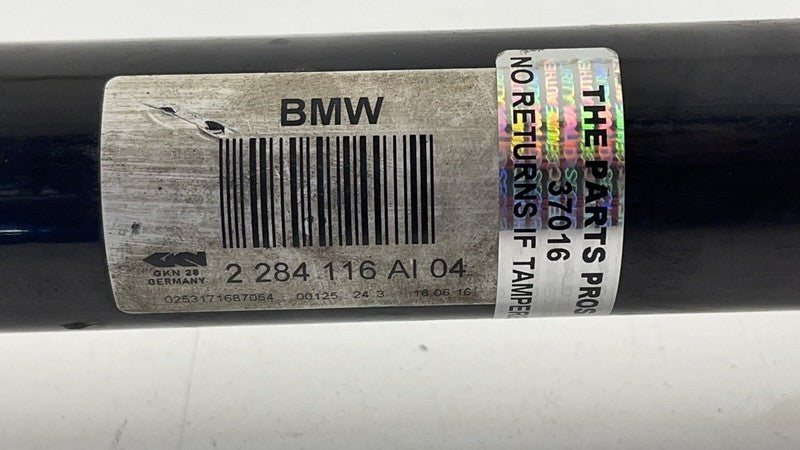 BMW
GKN
GKN 28
GERMANY
2 284 116 AI 04
0253171687054 00125 24.3 16.06.16
THE PARTS PROS
37016
NO RETURNS IF TAMPER